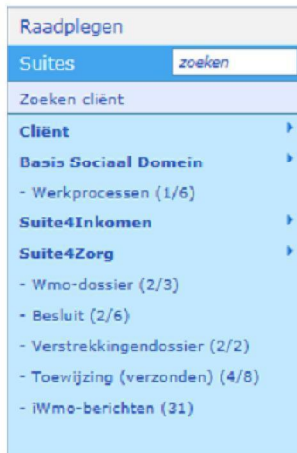 Raadplegen
Suites zoeken
Zoeken cliënt
Cliënt
Basis Sociaal Domein
- Werkprocessen (1/6)
Suite4Inkomen
Suite4Zorg
- Wmo-dossier (2/3)
- Besluit (2/6)
- Verstrekkingendossier (2/2)
- Toewijzing (verzonden) (4/8)
- iWmo-berichten (31)